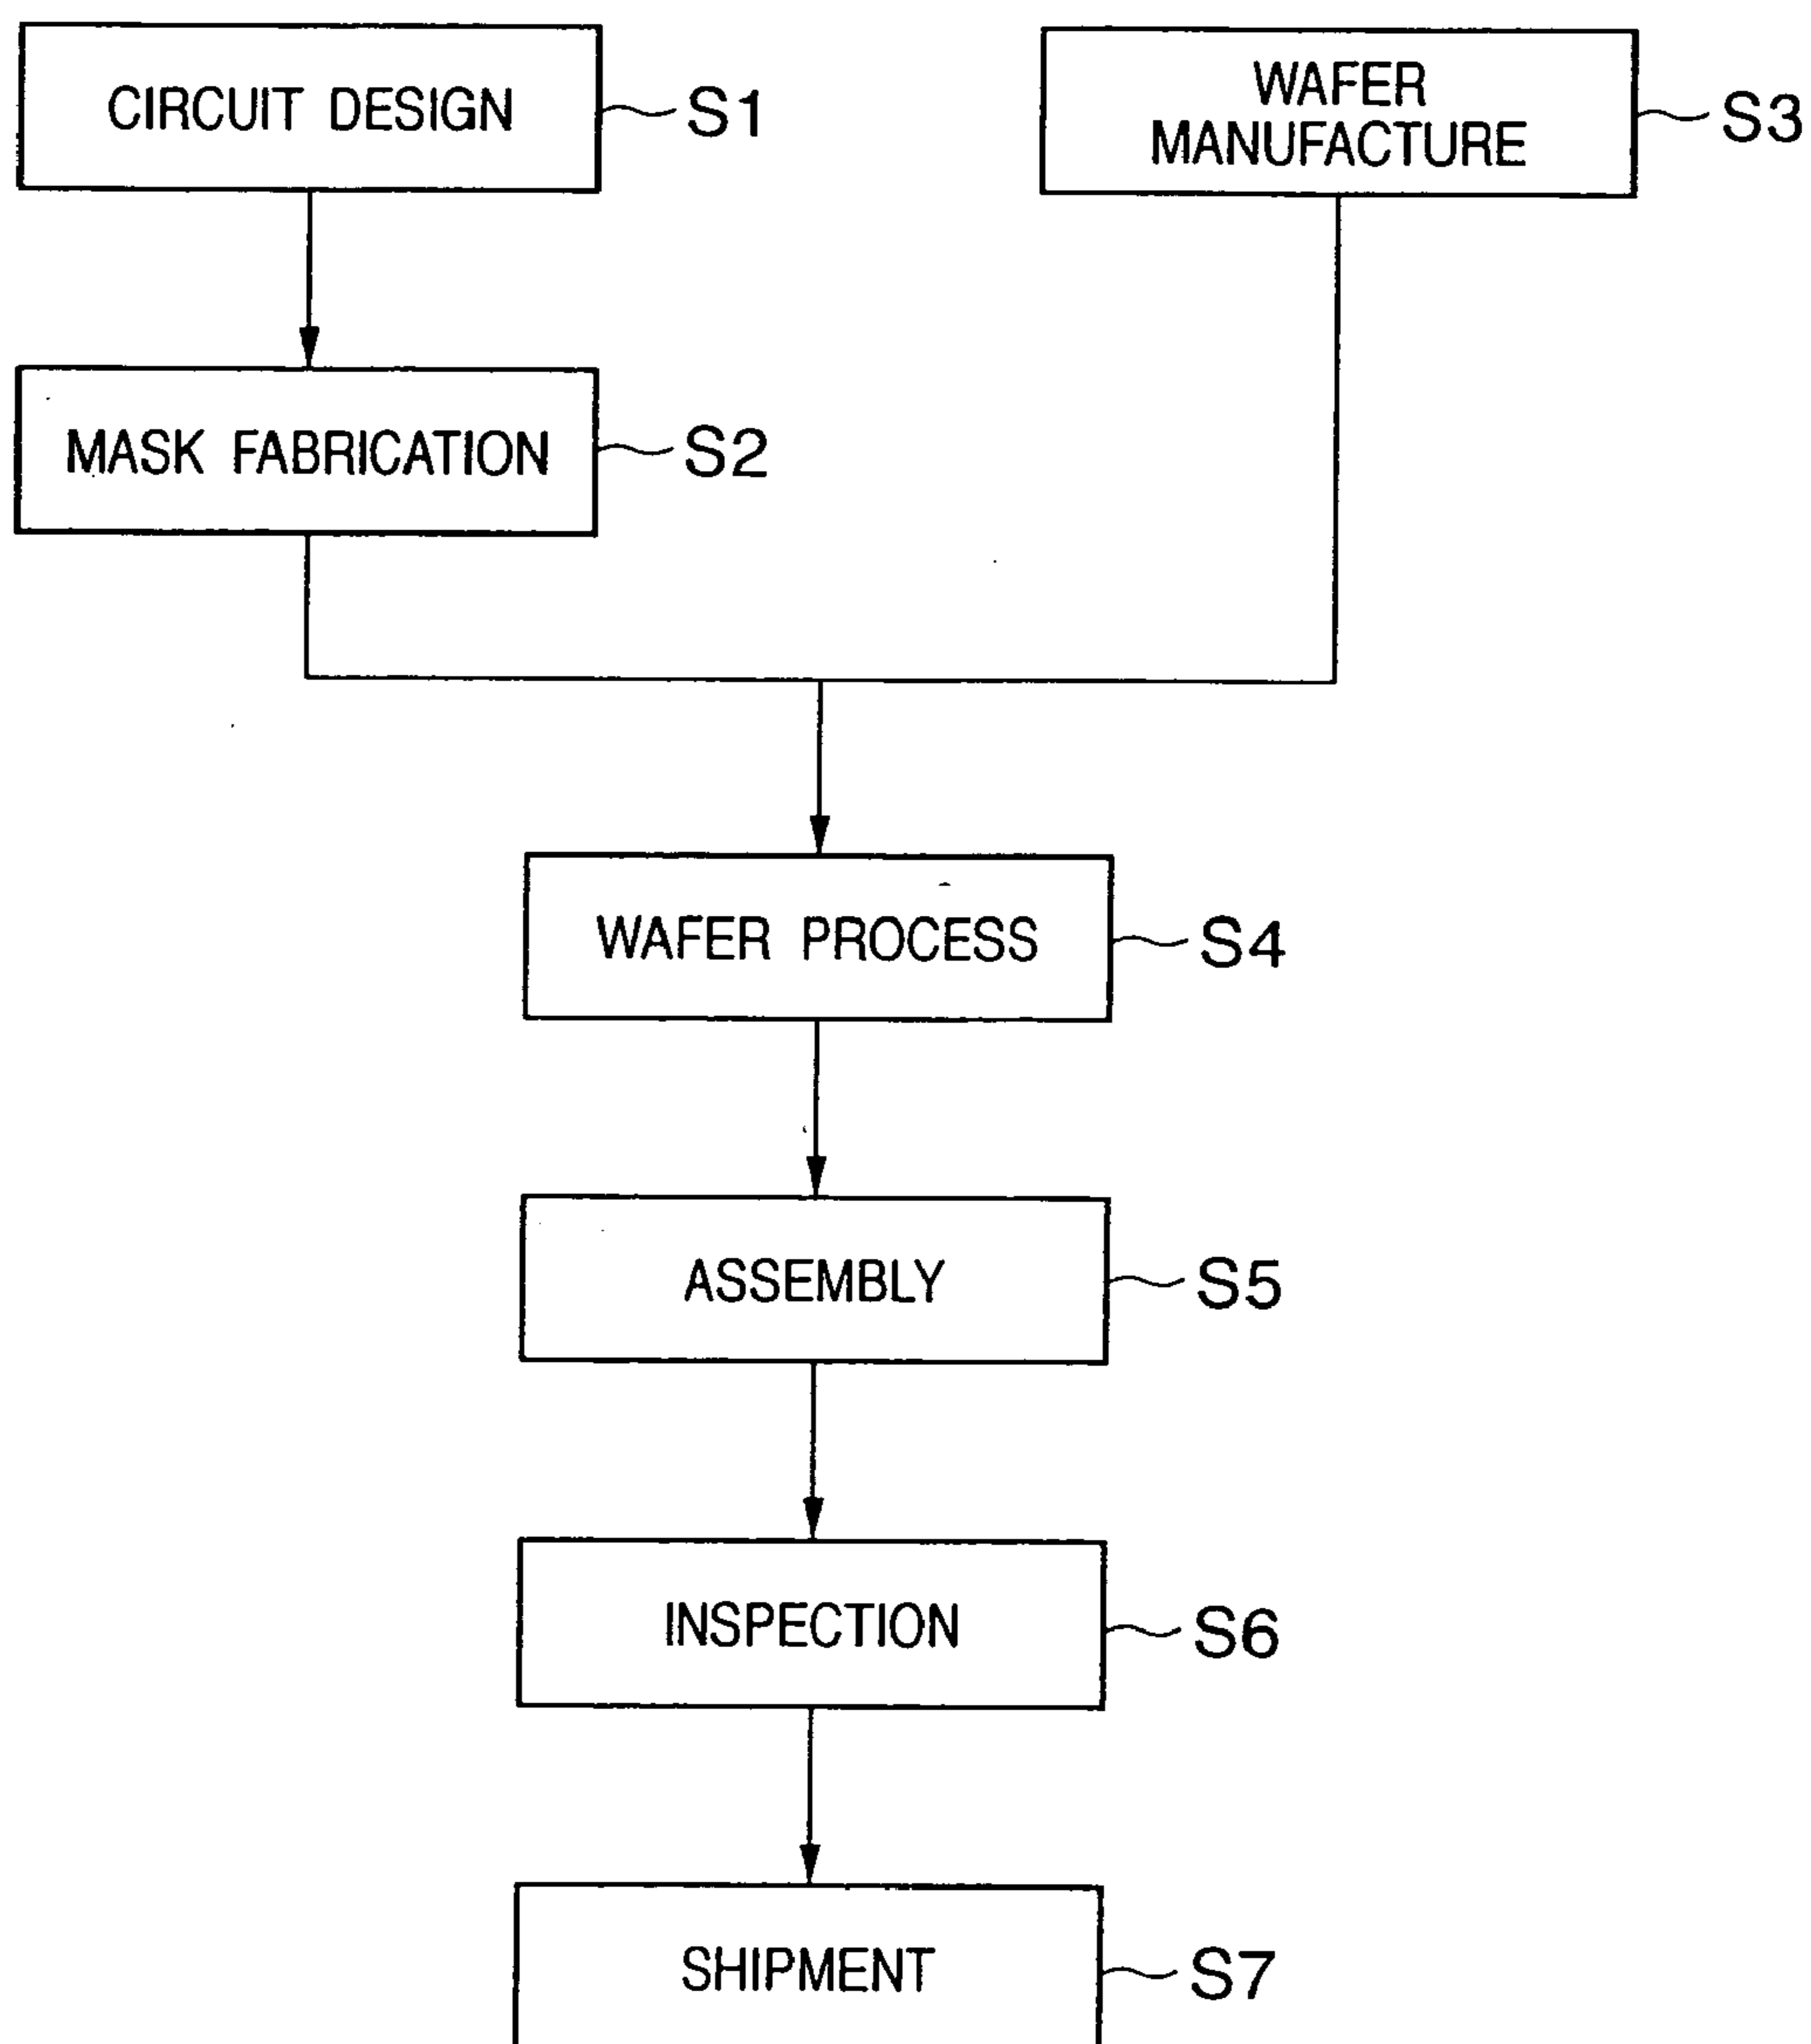 CIRCUIT DESIGN
S1
WAFER
MANUFACTURE
S3
MASK FABRICATION
S2
WAFER PROCESS
S4
ASSEMBLY
S5
INSPECTION
S6
SHIPMENT
S7